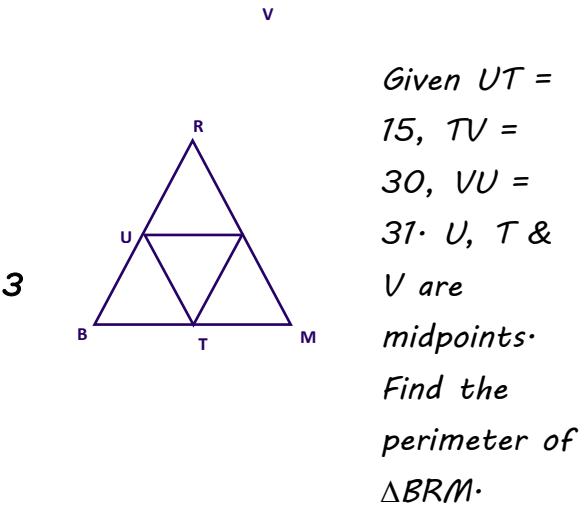 V
R
U
B
T
M
3
Given UT =
15, TV =
30, VU =
31. U, T &
V are
midpoints.
Find the
perimeter of
ΔBRM.